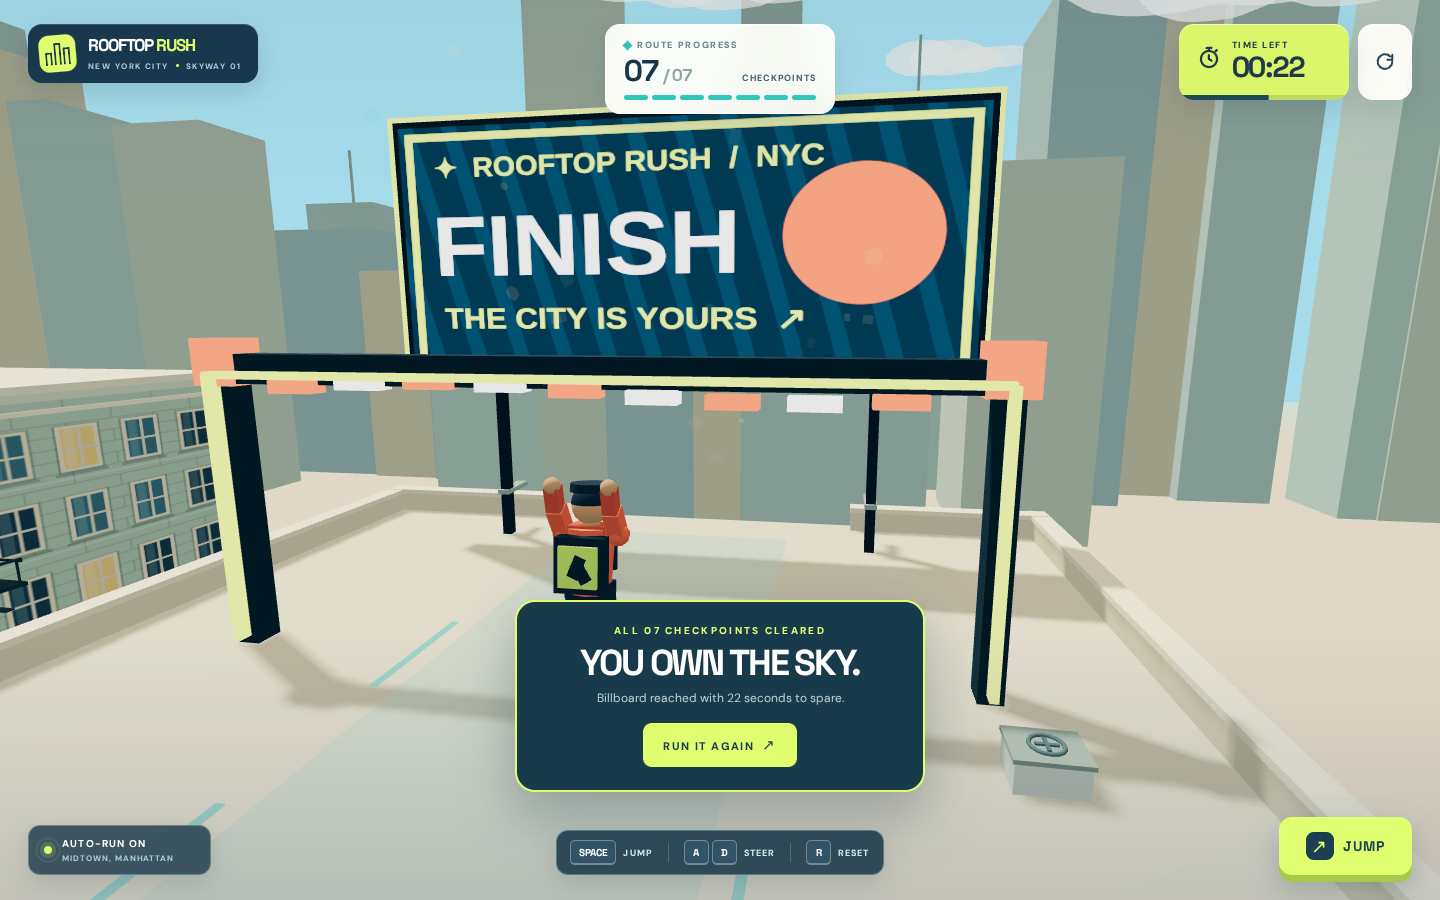 ROOFTOP RUSH
NEW YORK CITY • SKYWAY 01
ROUTE PROGRESS
07 / 07 CHECKPOINTS
TIME LEFT
00:22
✦ ROOFTOP RUSH / NYC
FINISH
THE CITY IS YOURS ↗
ALL 07 CHECKPOINTS CLEARED
YOU OWN THE SKY.
Billboard reached with 22 seconds to spare.
RUN IT AGAIN ↗
AUTO-RUN ON
MIDTOWN, MANHATTAN
SPACE JUMP A D STEER R RESET
↗ JUMP